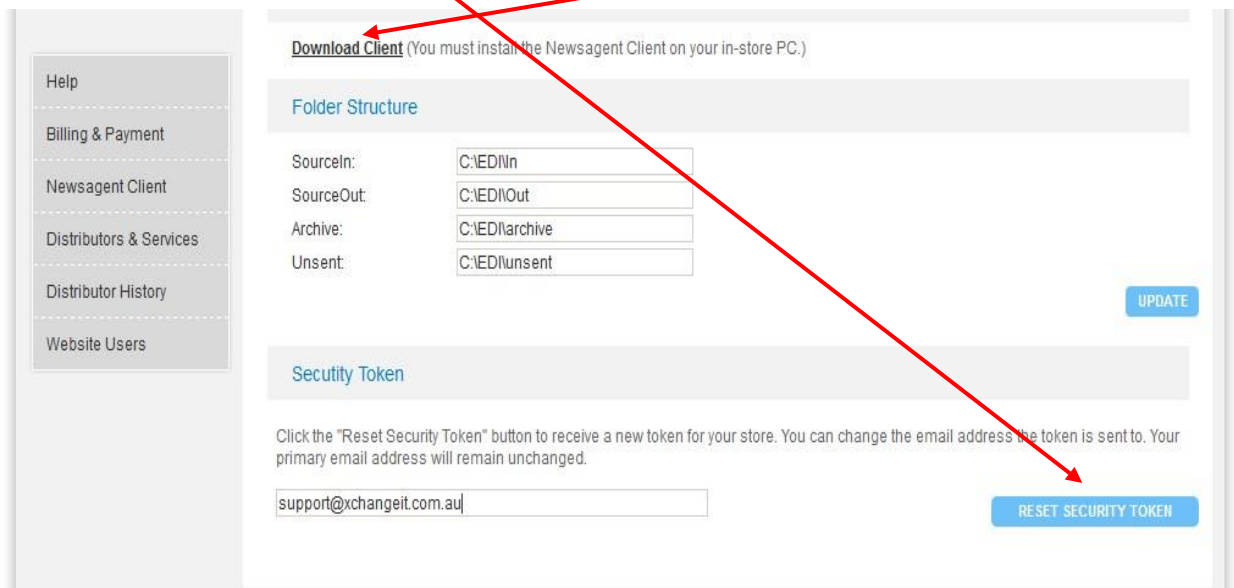 Download Client (You must install the Newsagent Client on your in-store PC.)
Help
Billing & Payment
Newsagent Client
Distributors & Services
Distributor History
Website Users
Folder Structure
SourceIn: C:\EDI\In
SourceOut: C:\EDI\Out
Archive: C:\EDI\archive
Unsent: C:\EDI\unsent
UPDATE
Secutity Token
Click the "Reset Security Token" button to receive a new token for your store. You can change the email address the token is sent to. Your
primary email address will remain unchanged.
support@xchangeit.com.au
RESET SECURITY TOKEN